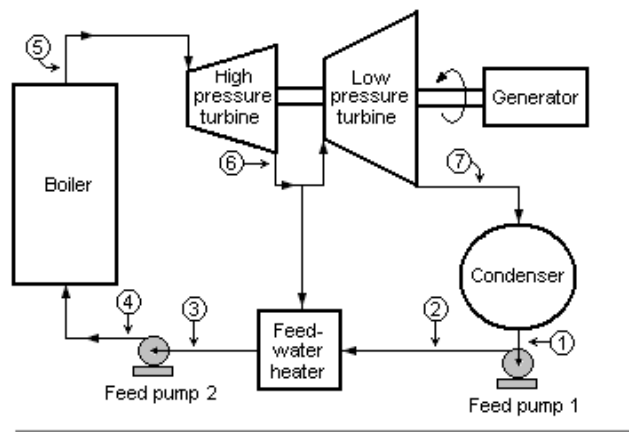 5
High
pressure
turbine
Low
pressure
turbine
Generator
6
7
Boiler
Condenser
4
3
2
1
Feed-
water
heater
Feed pump 2
Feed pump 1